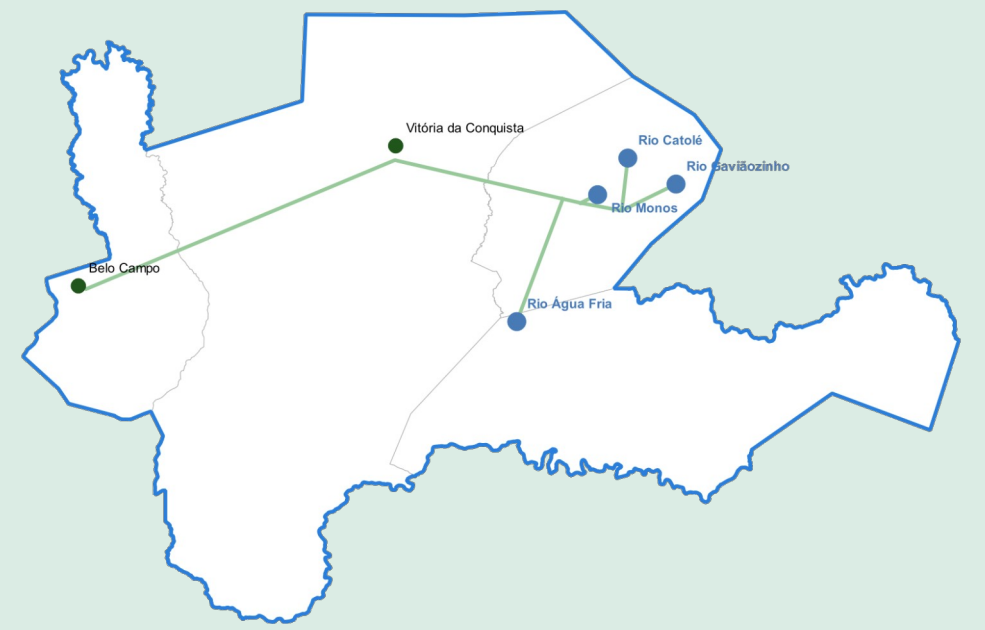 Vitória da Conquista
Rio Catolé
Rio Gaviãozinho
Rio Monos
Belo Campo
Rio Água Fria